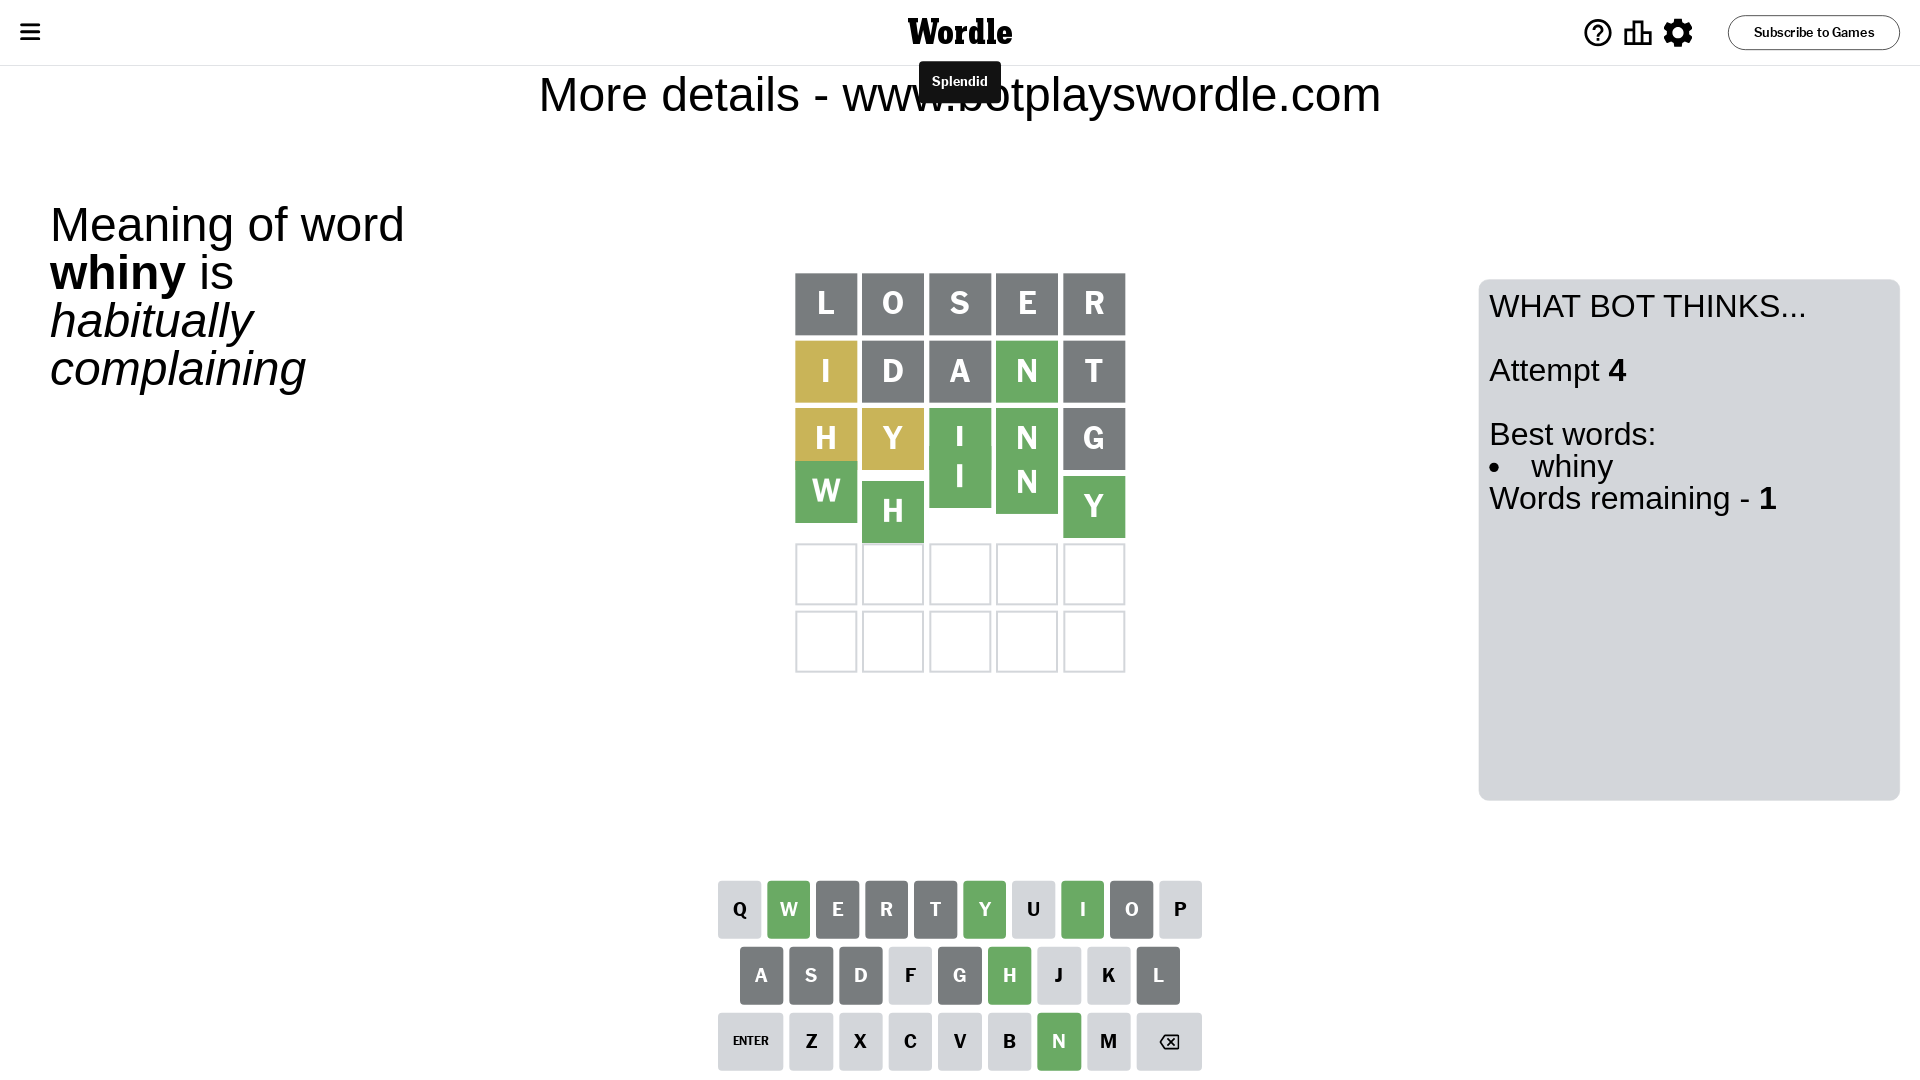 Wordle
Subscribe to Games
Splendid
More details - www.botplayswordle.com
Meaning of word
whiny is
habitually
complaining
L O S E R
I D A N T
H Y I N G
W H I N Y
WHAT BOT THINKS...
Attempt 4
Best words:
• whiny
Words remaining - 1
Q W E R T Y U I O P
A S D F G H J K L
ENTER Z X C V B N M